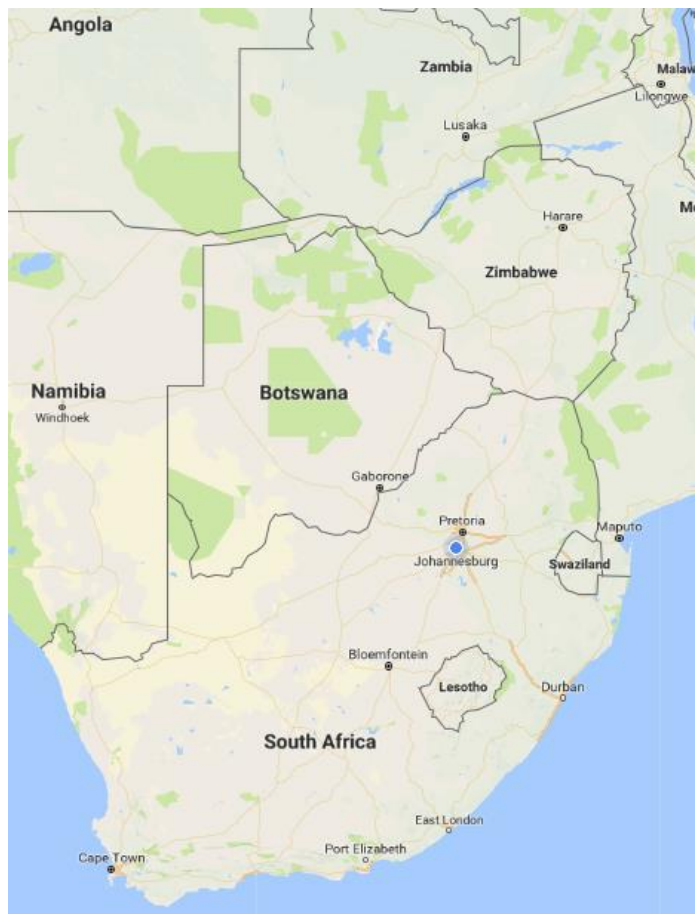 Angola
Zambia
Malaw
Lilongwe
Lusaka
Mo
Harare
Zimbabwe
Namibia
Windhoek
Botswana
Gaborone
Pretoria
Maputo
Johannesburg
Swaziland
Bloemfontein
Lesotho
Durban
South Africa
East London
Port Elizabeth
Cape Town